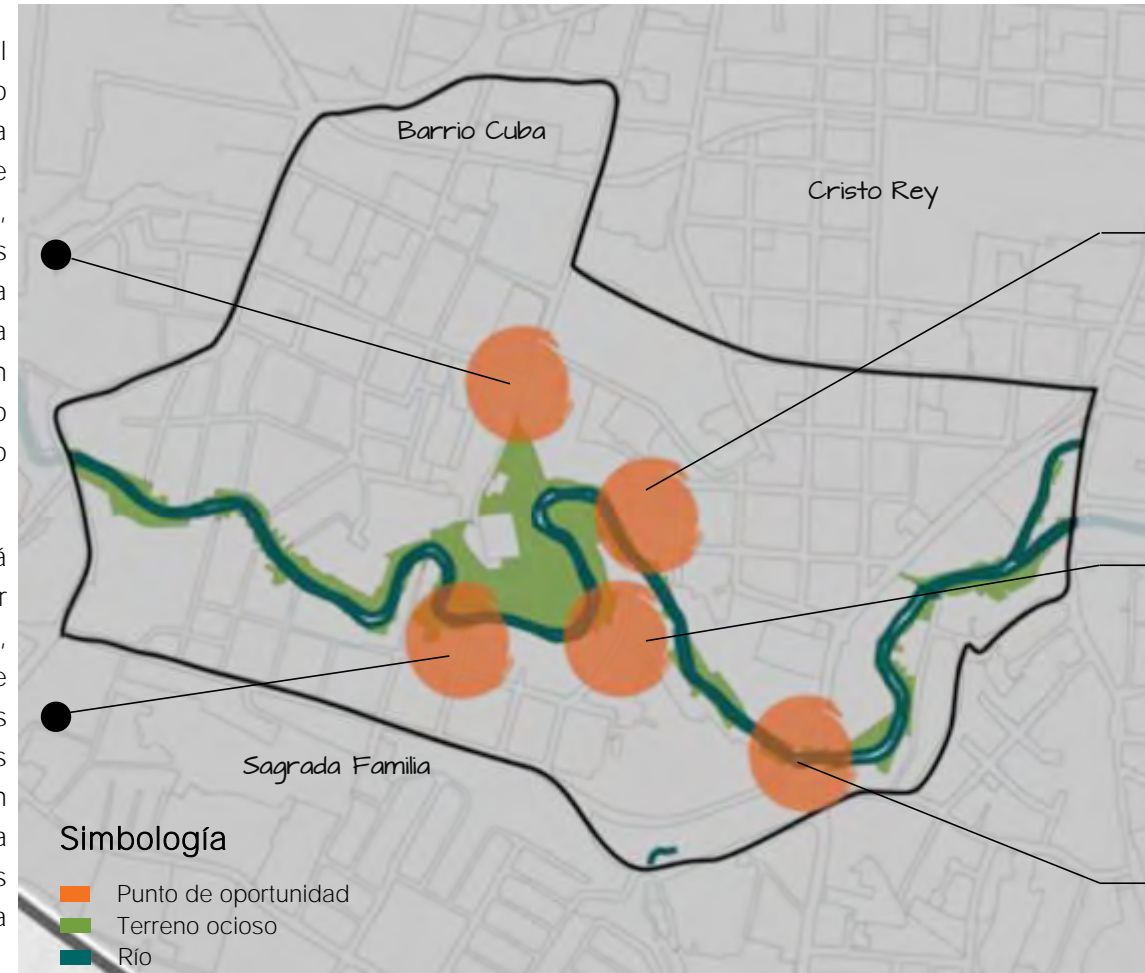 Barrio Cuba
Cristo Rey
Sagrada Familia
Simbología
Punto de oportunidad
Terreno ocioso
Río